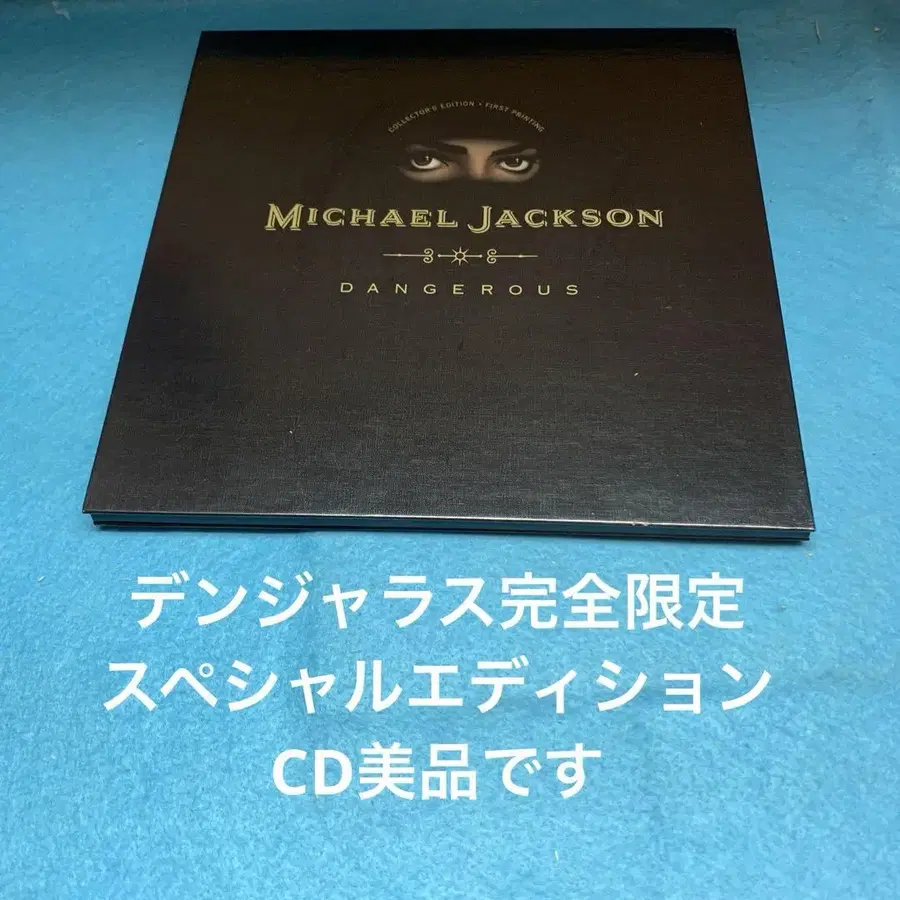 COLLECTOR'S EDITION • FIRST PRINTING
MICHAEL JACKSON
DANGEROUS
デンジャラス完全限定
スペシャルエディション
CD美品です